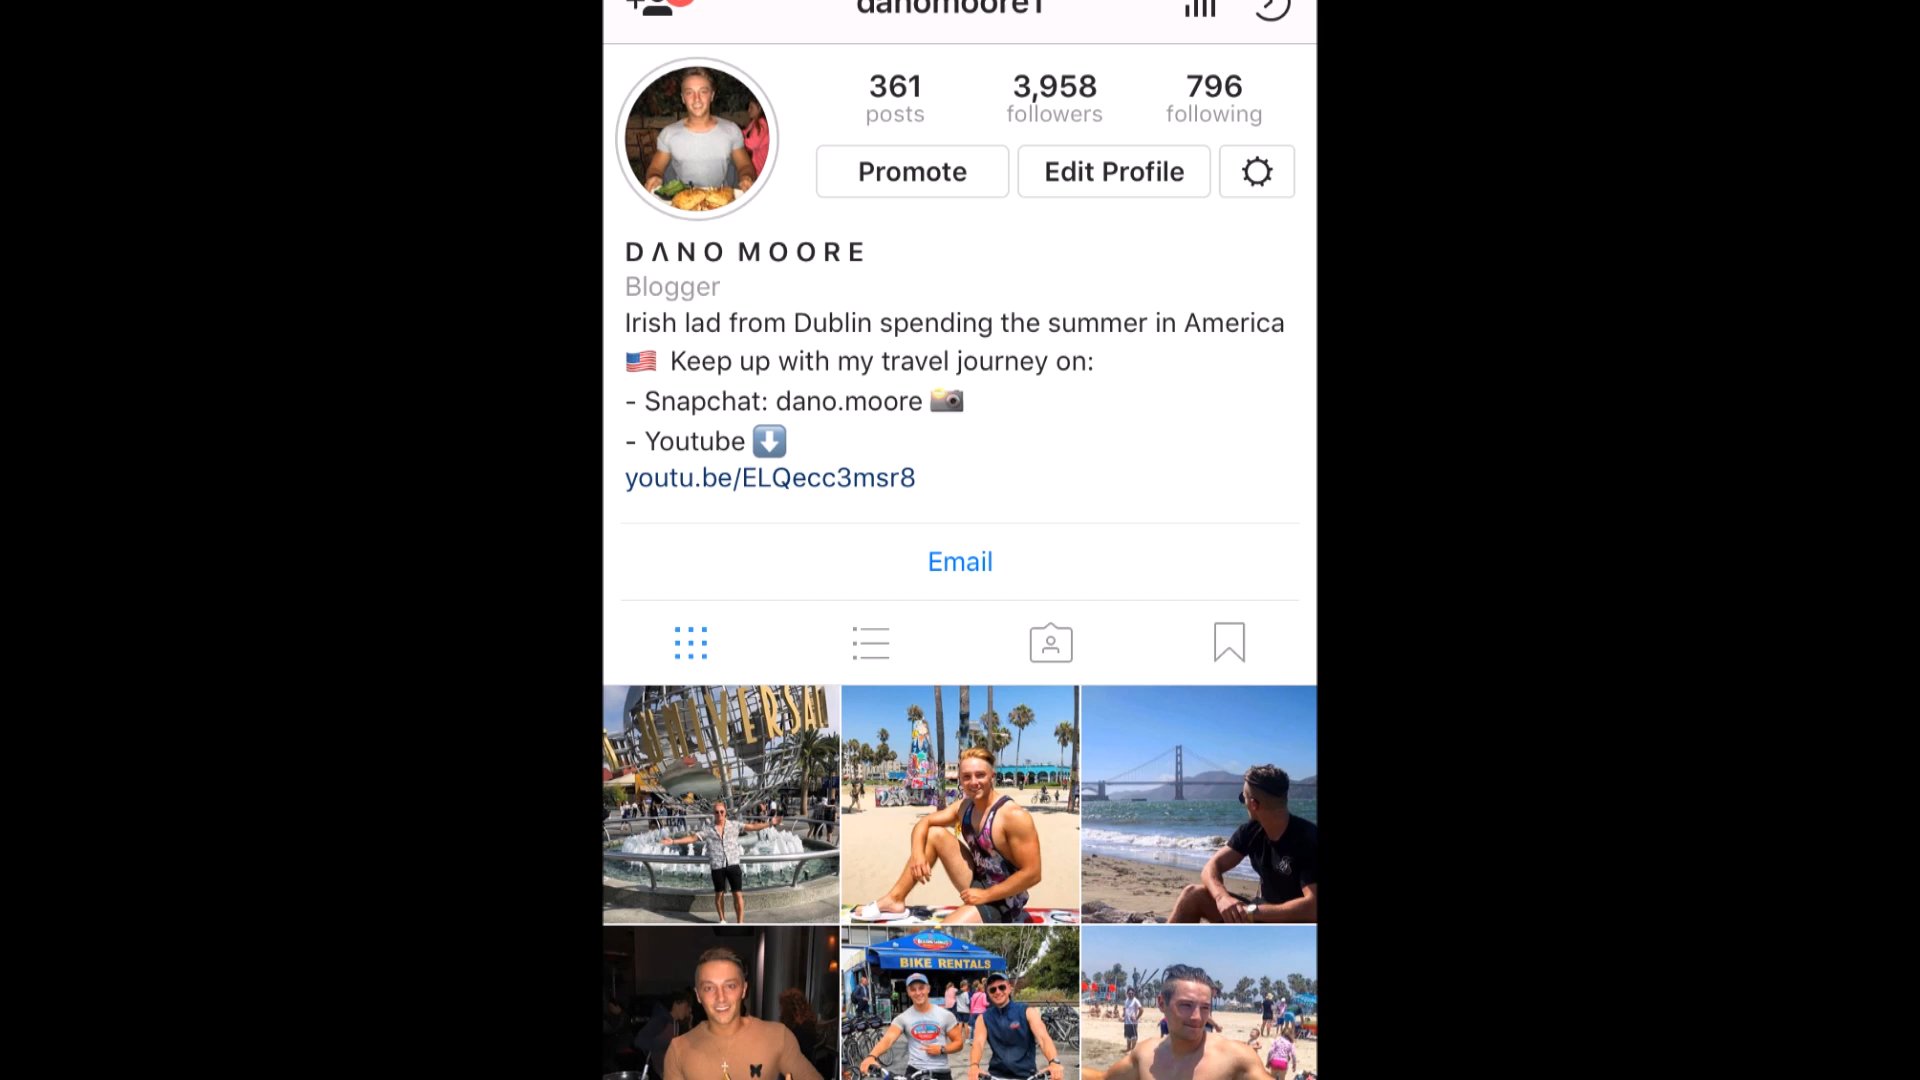 danomoore1
361 3,958 796
posts followers following
Promote Edit Profile
DΛNO MOORE
Blogger
Irish lad from Dublin spending the summer in America
🇺🇸 Keep up with my travel journey on:
- Snapchat: dano.moore 📷
- Youtube ⬇️
youtu.be/ELQecc3msr8
Email
UNIVERSAL
BIKE RENTALS